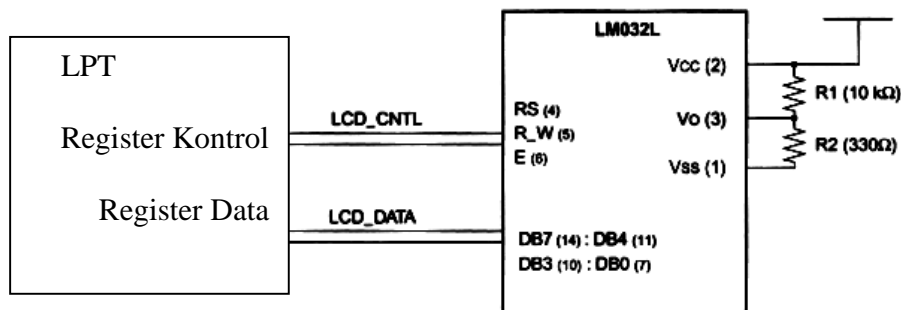 LPT
Register Kontrol
Register Data
LCD_CNTL
LCD_DATA
LM032L
Vcc (2)
RS (4)
R_W (5)
E (6)
Vo (3)
Vss (1)
DB7 (14) : DB4 (11)
DB3 (10) : DB0 (7)
R1 (10 kΩ)
R2 (330Ω)